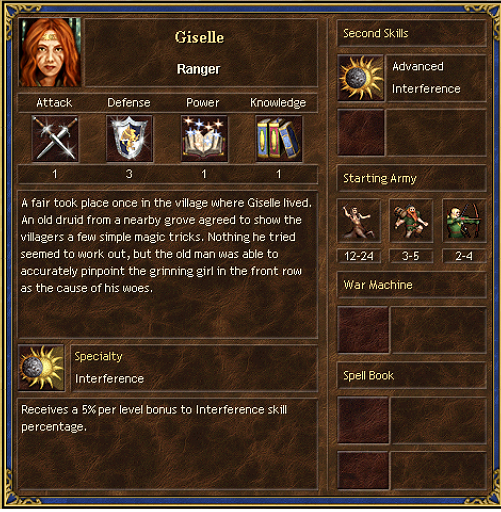 Giselle
Ranger
Attack Defense Power Knowledge
1 3 1 1
A fair took place once in the village where Giselle lived.
An old druid from a nearby grove agreed to show the
villagers a few simple magic tricks. Nothing he tried
seemed to work out, but the old man was able to
accurately pinpoint the grinning girl in the front row
as the cause of his woes.
Specialty
Interference
Receives a 5% per level bonus to Interference skill
percentage.
Second Skills
Advanced
Interference
Starting Army
12-24 3-5 2-4
War Machine
Spell Book